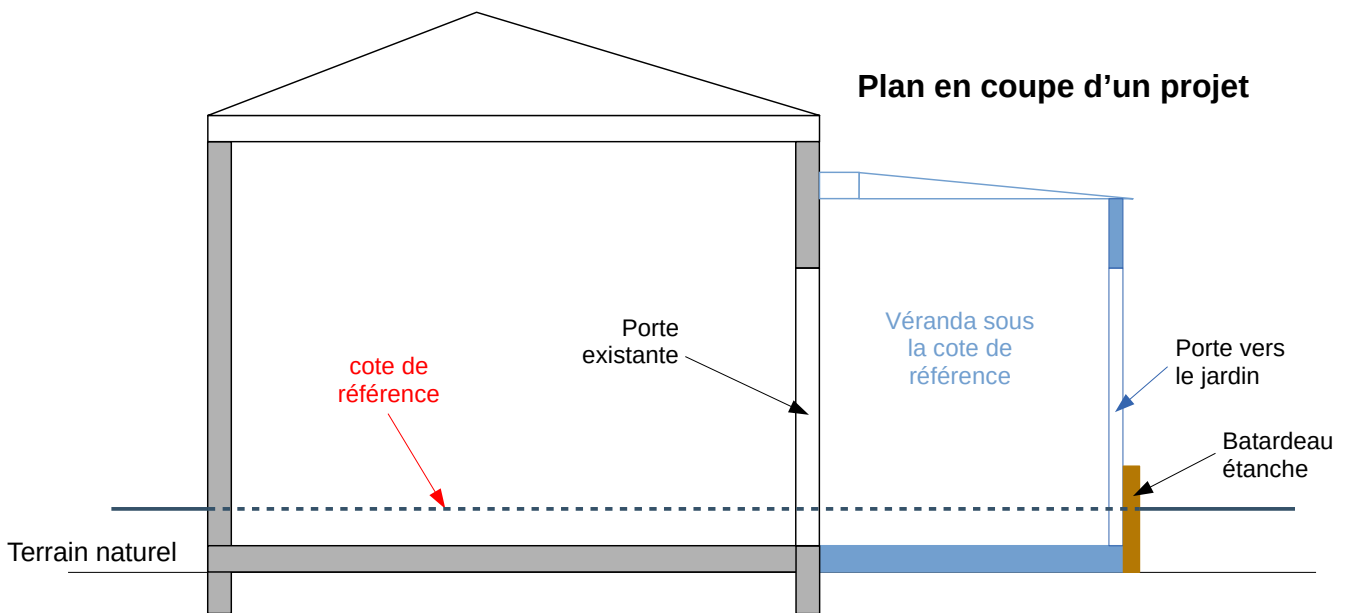 Plan en coupe d’un projet
Véranda sous
la cote de
référence
Porte
existante
Porte vers
le jardin
cote de
référence
Batardeau
étanche
Terrain naturel